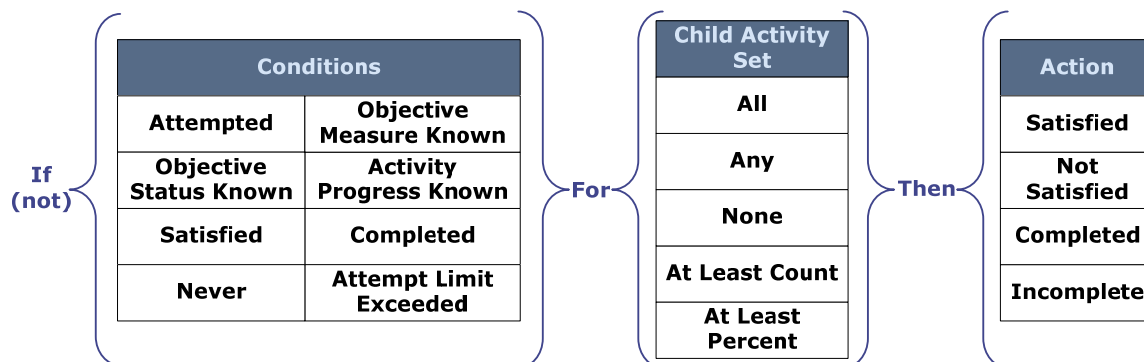 If
(not)
Conditions
Attempted
Objective
Measure Known
Objective
Status Known
Activity
Progress Known
Satisfied
Completed
Never
Attempt Limit
Exceeded
For
Child Activity
Set
All
Any
None
At Least Count
At Least
Percent
Then
Action
Satisfied
Not
Satisfied
Completed
Incomplete